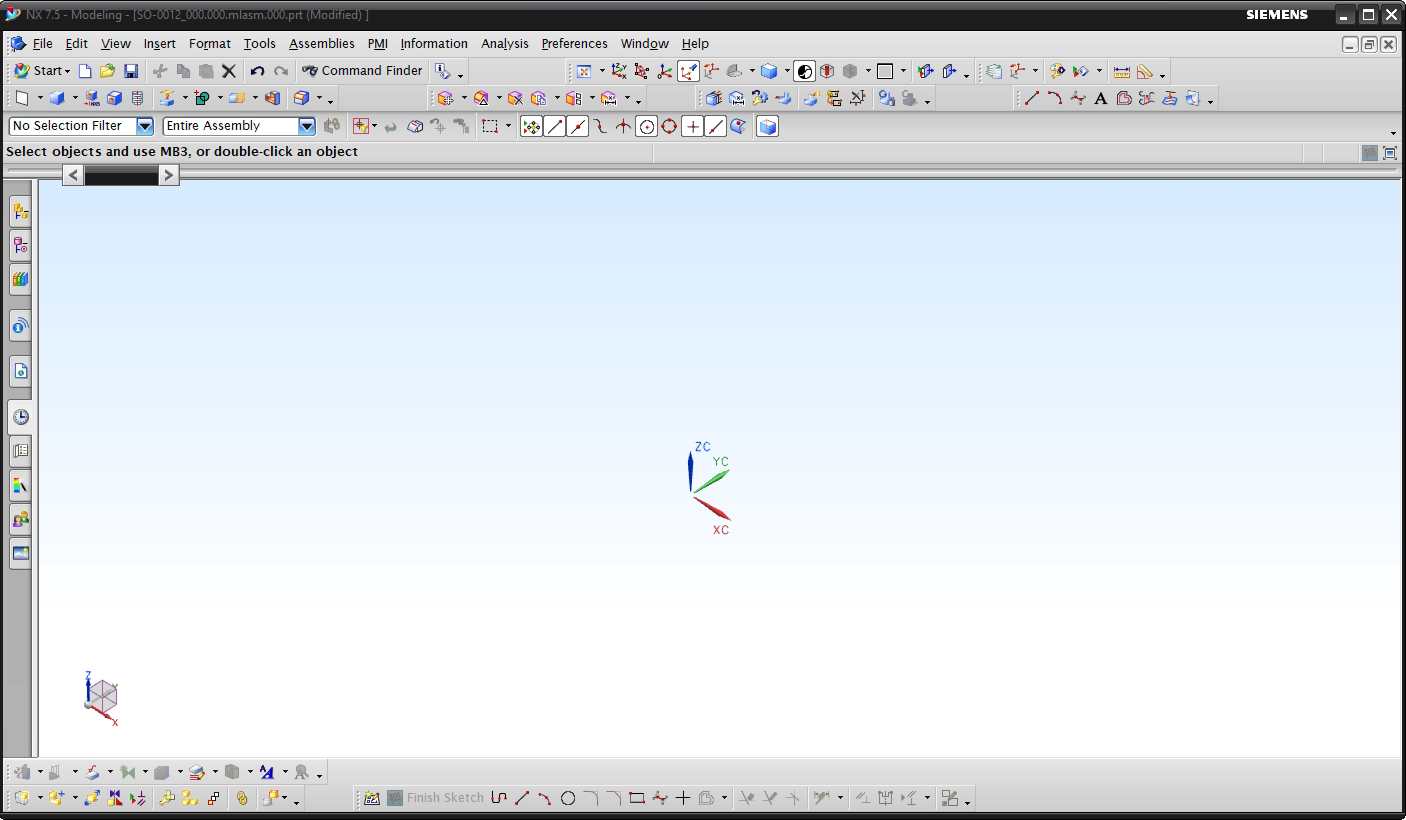 NX 7.5 - Modeling - [SO-0012_000.000.mlasm.000.prt (Modified) ]
SIEMENS
File Edit View Insert Format Tools Assemblies PMI Information Analysis Preferences Window Help
Start Command Finder
No Selection Filter Entire Assembly
Select objects and use MB3, or double-click an object
ZC
YC
XC
Z
Y
X
Finish Sketch